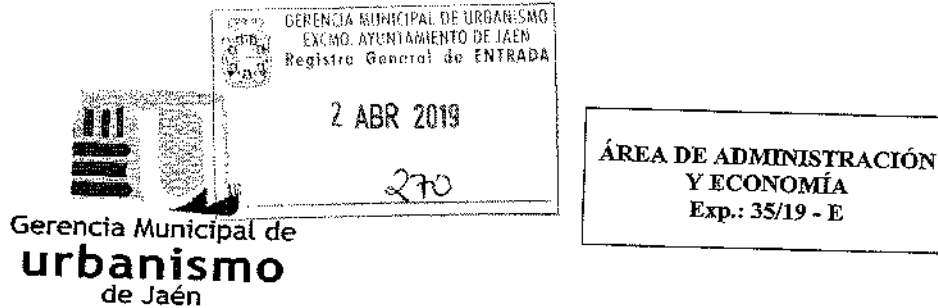 GERENCIA MUNICIPAL DE URBANISMO
EXCMO. AYUNTAMIENTO DE JAEN
Registro General de ENTRADA
2 ABR 2019
270
Gerencia Municipal de
urbanismo
de Jaén
ÁREA DE ADMINISTRACIÓN
Y ECONOMÍA
Exp.: 35/19 - E